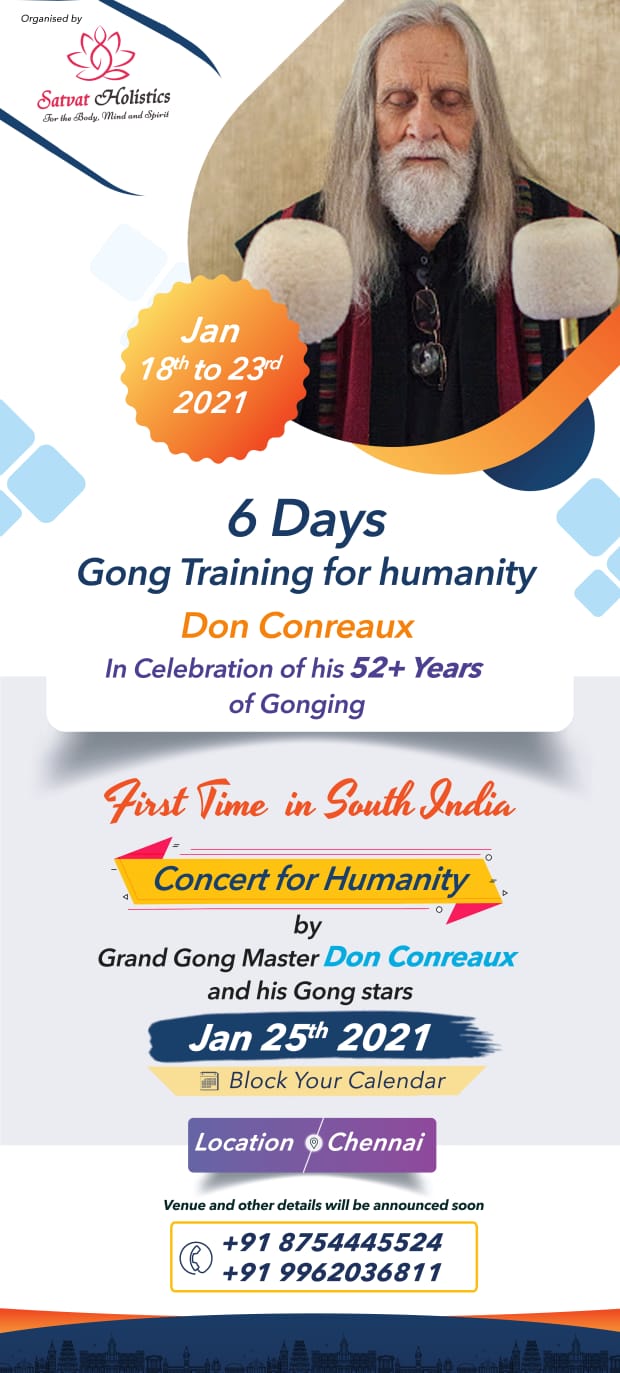 Organised by
Satvat Holistics
For the Body, Mind and Spirit
Jan
18th to 23rd
2021
6 Days
Gong Training for humanity
Don Conreaux
In Celebration of his 52+ Years
of Gonging
First Time in South India
Concert for Humanity
by
Grand Gong Master Don Conreaux
and his Gong stars
Jan 25th 2021
Block Your Calendar
Location Chennai
Venue and other details will be announced soon
+91 8754445524
+91 9962036811